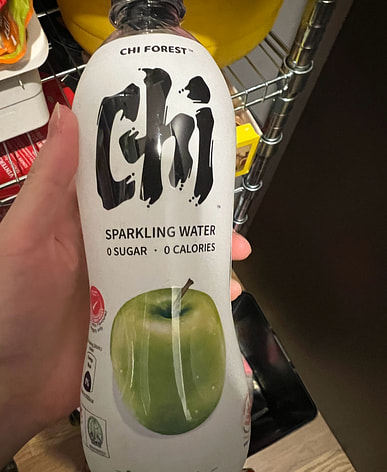 CHI FOREST™
Chi
SPARKLING WATER
0 SUGAR · 0 CALORIES